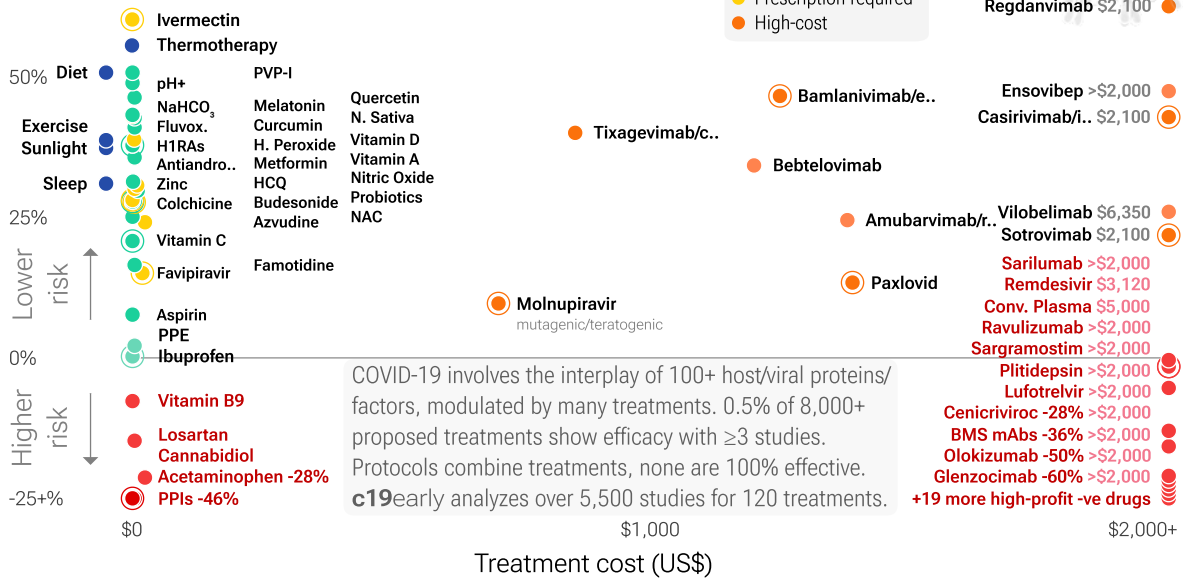 Prescription required
High-cost
Regdanvimab $2,100
Ivermectin
Thermotherapy
50%
Diet
pH+
PVP-I
NaHCO₃
Melatonin
Quercetin
N. Sativa
Exercise
Fluvox.
Curcumin
Sunlight
H1RAs
H. Peroxide
Vitamin D
Antiandro..
Metformin
Vitamin A
Sleep
Zinc
HCQ
Nitric Oxide
Colchicine
Budesonide
Probiotics
25%
Azvudine
NAC
Vitamin C
Favipiravir
Famotidine
Aspirin
PPE
0%
Ibuprofen
Lower
risk
Higher
risk
Bamlanivimab/e..
Tixagevimab/c..
Bebtelovimab
Amubarvimab/r..
Paxlovid
Molnupiravir
mutagenic/teratogenic
Ensovibep >$2,000
Casirivimab/i.. $2,100
Vilobelimab $6,350
Sotrovimab $2,100
Sarilumab >$2,000
Remdesivir $3,120
Conv. Plasma $5,000
Ravulizumab >$2,000
Sargramostim >$2,000
Plitidepsin >$2,000
Lufotrelvir >$2,000
Cenicriviroc -28% >$2,000
BMS mAbs -36% >$2,000
Olokizumab -50% >$2,000
Glenzocimab -60% >$2,000
+19 more high-profit -ve drugs
Vitamin B9
Losartan
Cannabidiol
Acetaminophen -28%
-25+%
PPIs -46%
COVID-19 involves the interplay of 100+ host/viral proteins/
factors, modulated by many treatments. 0.5% of 8,000+
proposed treatments show efficacy with ≥3 studies.
Protocols combine treatments, none are 100% effective.
c19early analyzes over 5,500 studies for 120 treatments.
$0
$1,000
$2,000+
Treatment cost (US$)